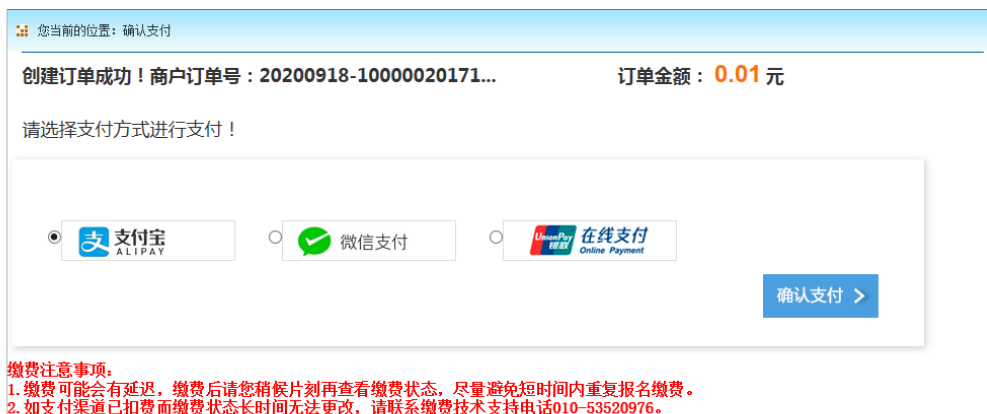 您当前的位置：确认支付
创建订单成功！商户订单号：20200918-10000020171... 订单金额：0.01元
请选择支付方式进行支付！
支 支付宝 微信支付 UnionPay 银联 在线支付
ALIPAY Online Payment
确认支付 >
缴费注意事项：
1.缴费可能会有延迟，缴费后请您稍候片刻再查看缴费状态，尽量避免短时间内重复报名缴费。
2.如支付渠道已扣费而缴费状态长时间无法更改，请联系缴费技术支持电话010-53520976。